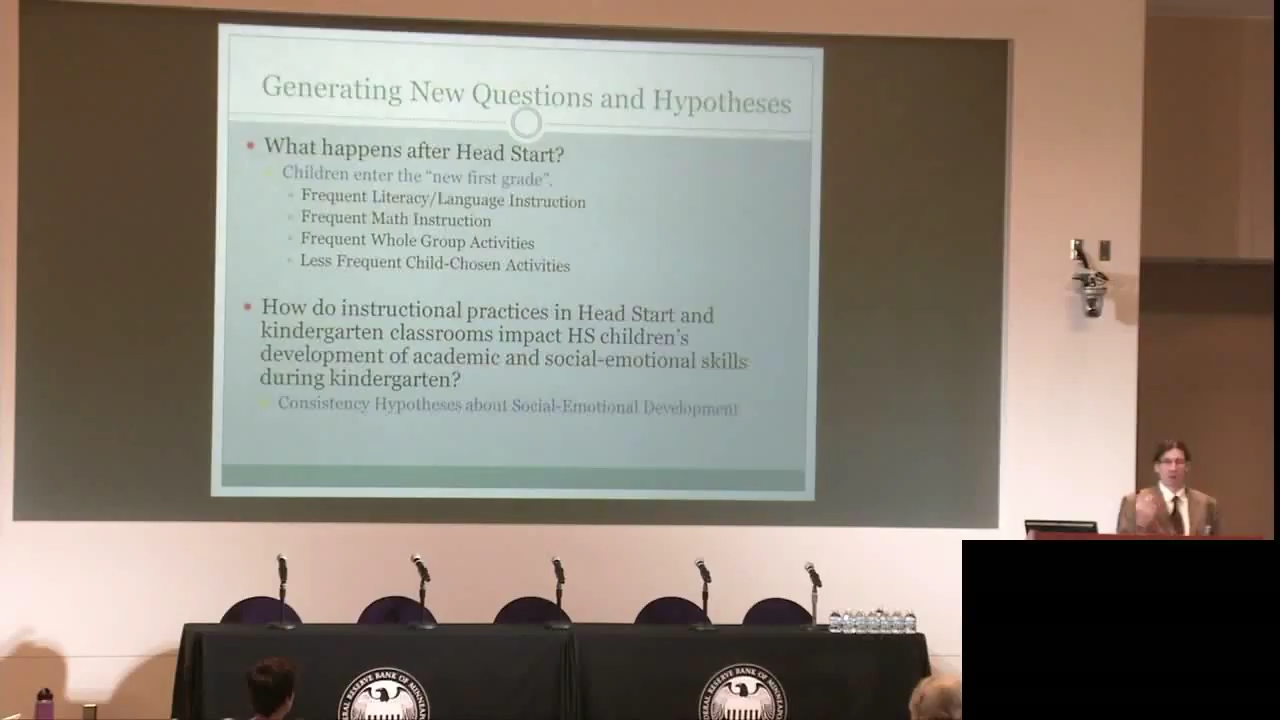 Generating New Questions and Hypotheses
What happens after Head Start?
Children enter the “new first grade”.
Frequent Literacy/Language Instruction
Frequent Math Instruction
Frequent Whole Group Activities
Less Frequent Child-Chosen Activities
How do instructional practices in Head Start and
kindergarten classrooms impact HS children's
development of academic and social-emotional skills
during kindergarten?
Consistency Hypotheses about Social-Emotional Development
RESERVE BANK OF
FEDERAL RESERVE BANK OF